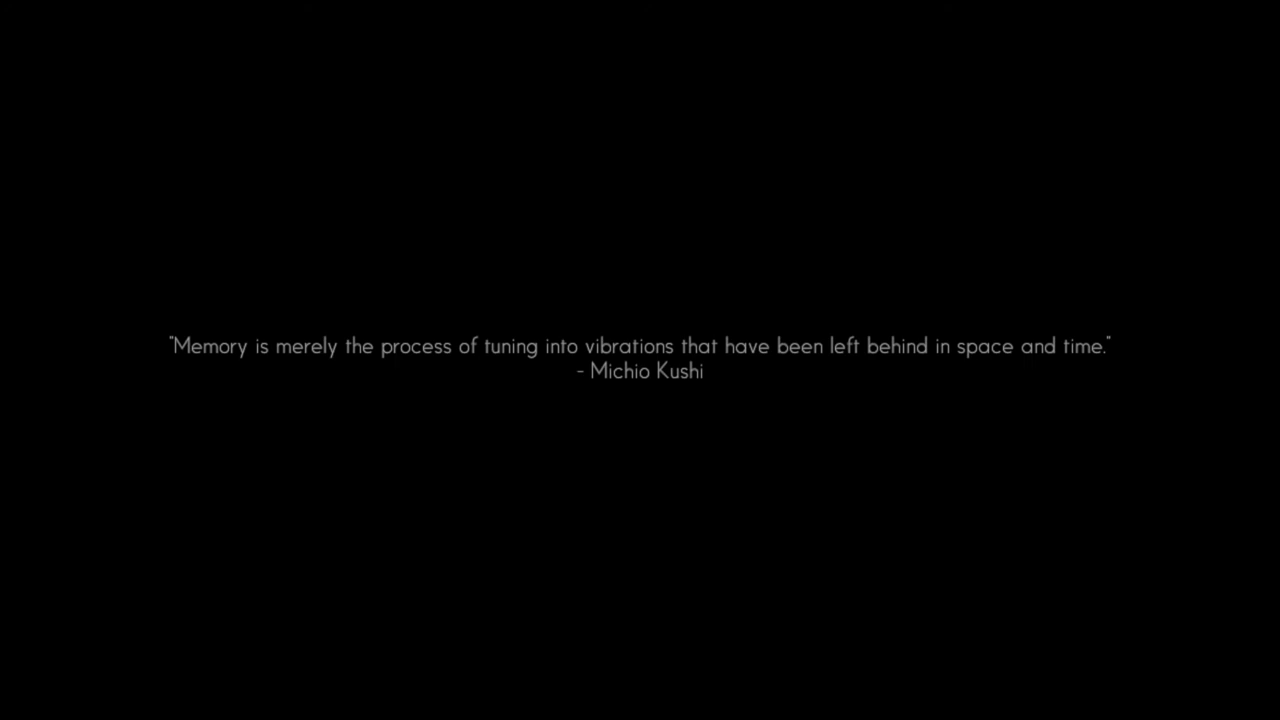 "Memory is merely the process of tuning into vibrations that have been left behind in space and time."
- Michio Kushi